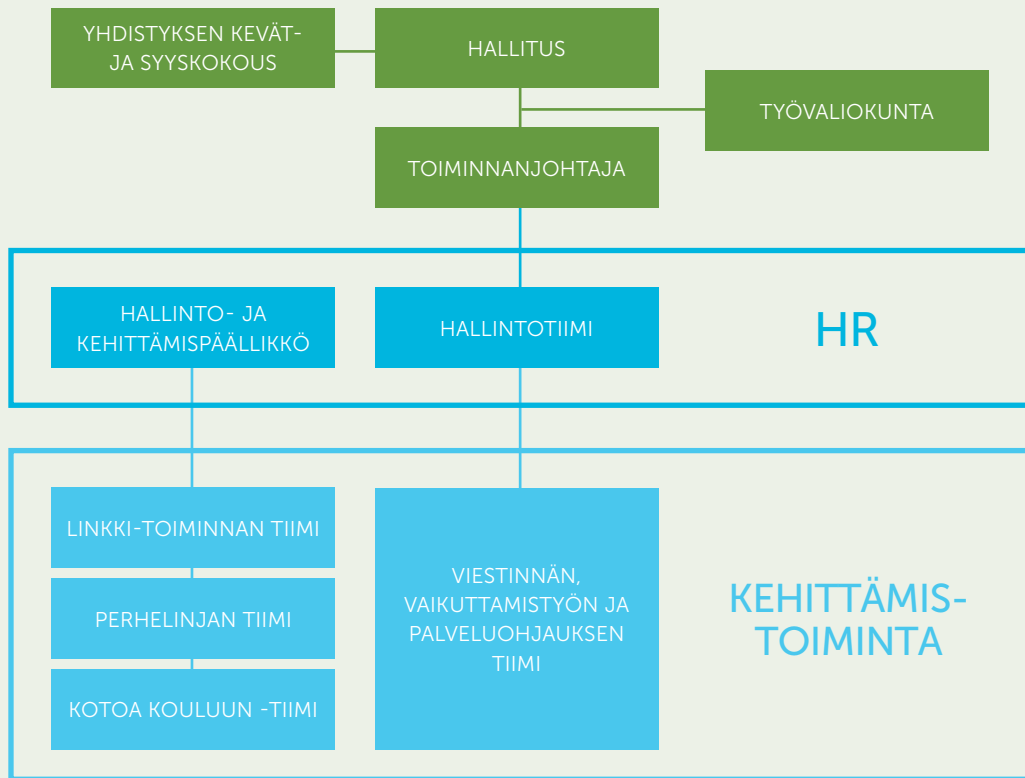 YHDISTYKSEN KEVÄT-
JA SYYSKOKOUS
HALLITUS
TYÖVALIOKUNTA
TOIMINNANJOHTAJA
HALLINTO- JA
KEHITTÄMISPÄÄLLIKKÖ
HALLINTOTIIMI
HR
LINKKI-TOIMINNAN TIIMI
PERHELINJAN TIIMI
KOTOA KOULUUN -TIIMI
VIESTINNÄN,
VAIKUTTAMISTYÖN JA
PALVELUOHJAUKSEN
TIIMI
KEHITTÄMIS-
TOIMINTA